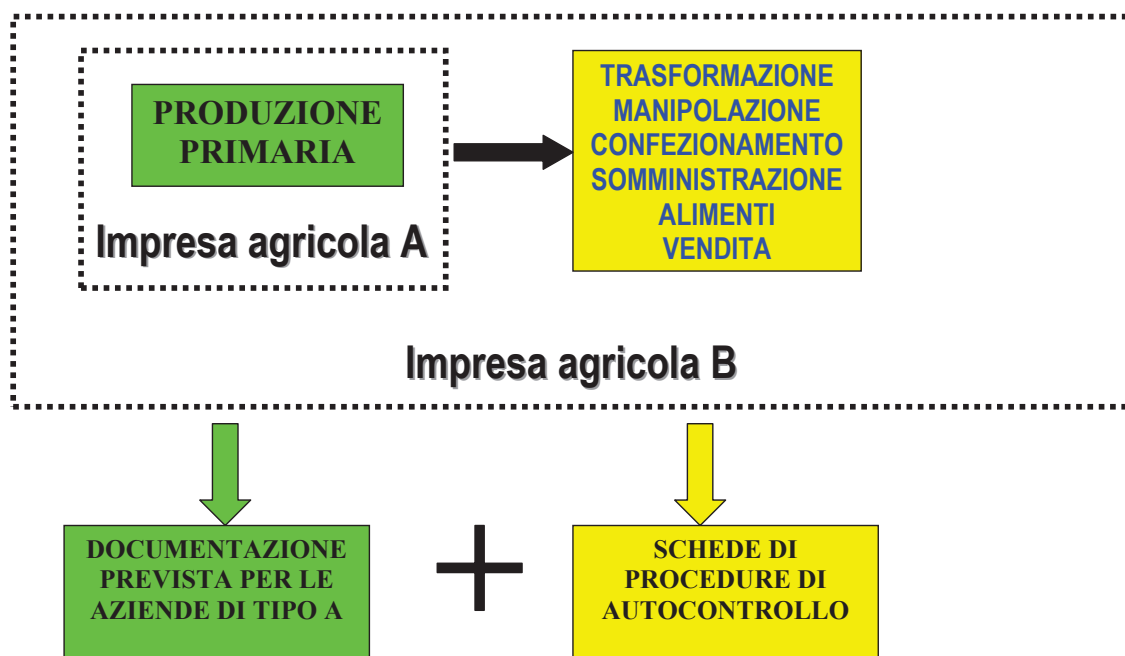 PRODUZIONE
PRIMARIA
Impresa agricola A
TRASFORMAZIONE
MANIPOLAZIONE
CONFEZIONAMENTO
SOMMINISTRAZIONE
ALIMENTI
VENDITA
Impresa agricola B
DOCUMENTAZIONE
PREVISTA PER LE
AZIENDE DI TIPO A
+
SCHEDE DI
PROCEDURE DI
AUTOCONTROLLO